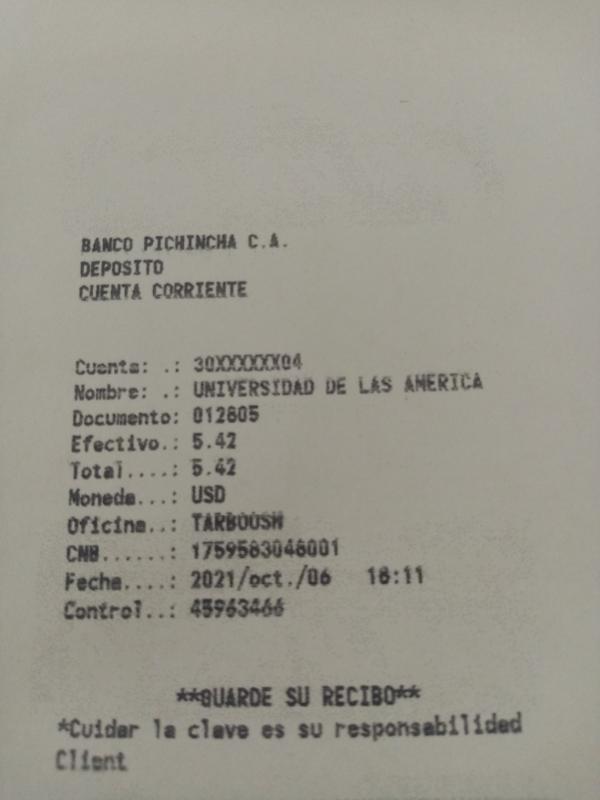 BANCO PICHINCHA C.A.
DEPOSITO
CUENTA CORRIENTE
Cuenta: .: 30XXXXXX04
Nombre: .: UNIVERSIDAD DE LAS AMERICA
Documento: 012605
Efectivo.: 5.42
Total....: 5.42
Moneda...: USD
Oficina..: TARBOOSH
CNB......: 1759583046001
Fecha....: 2021/oct./06 16:11
Control..: 45963466
**GUARDE SU RECIBO**
*Cuidar la clave es su responsabilidad
Client